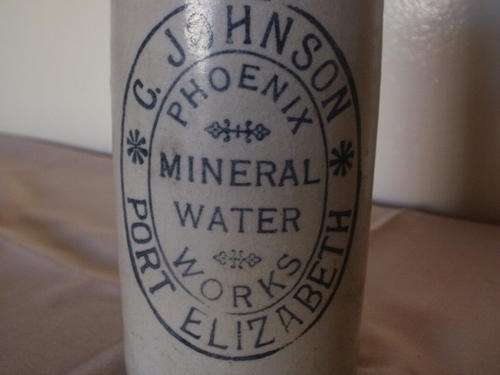 C. JOHNSON
PHOENIX
MINERAL
WATER
WORKS
PORT ELIZABETH